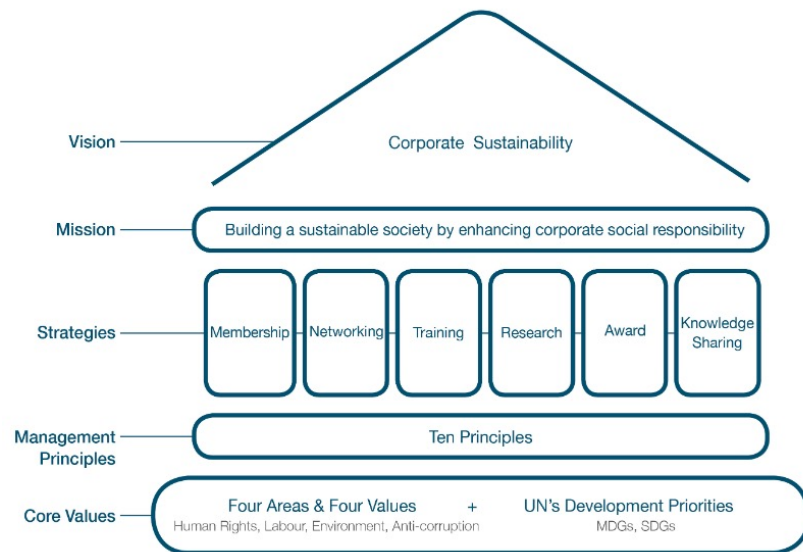 Vision
Corporate Sustainability
Mission
Building a sustainable society by enhancing corporate social responsibility
Strategies
Membership
Networking
Training
Research
Award
Knowledge
Sharing
Management
Principles
Ten Principles
Core Values
Four Areas & Four Values + UN's Development Priorities
Human Rights, Labour, Environment, Anti-corruption MDGs, SDGs